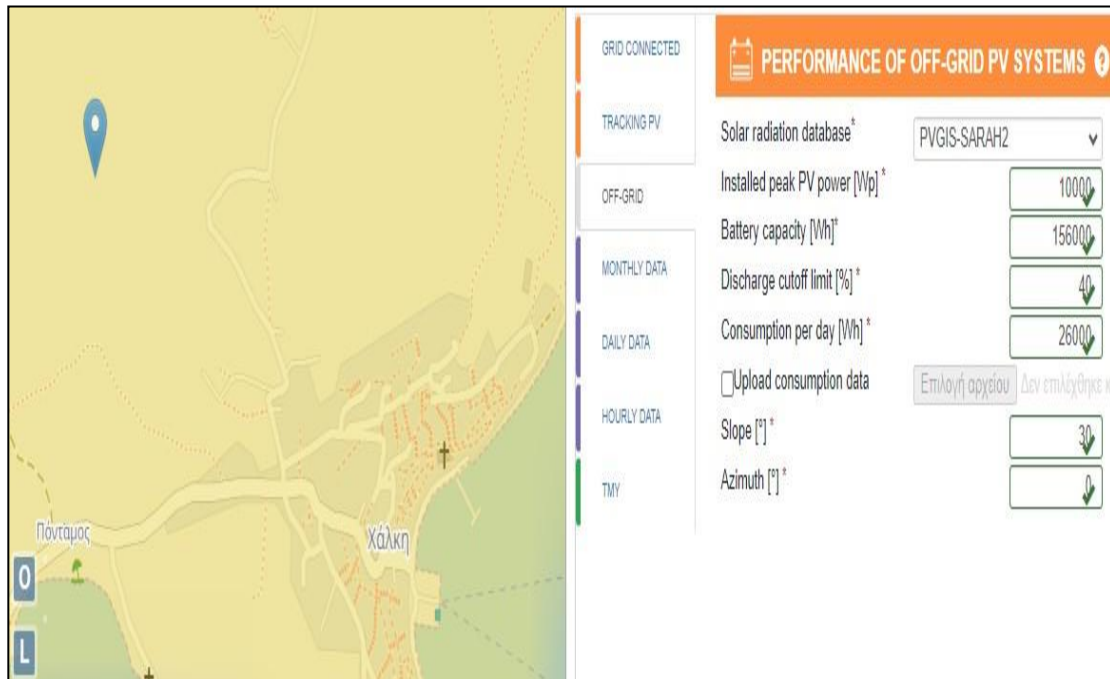 Πόνταμος
Χάλκη
O
L
GRID CONNECTED
TRACKING PV
OFF-GRID
MONTHLY DATA
DAILY DATA
HOURLY DATA
TMY
PERFORMANCE OF OFF-GRID PV SYSTEMS ?
Solar radiation database* PVGIS-SARAH2
Installed peak PV power [Wp] * 10000
Battery capacity [Wh]* 156000
Discharge cutoff limit [%] * 40
Consumption per day [Wh] * 26000
Upload consumption data Επιλογή αρχείου Δεν επιλέχθηκε κ
Slope [°] * 30
Azimuth [°] * 0